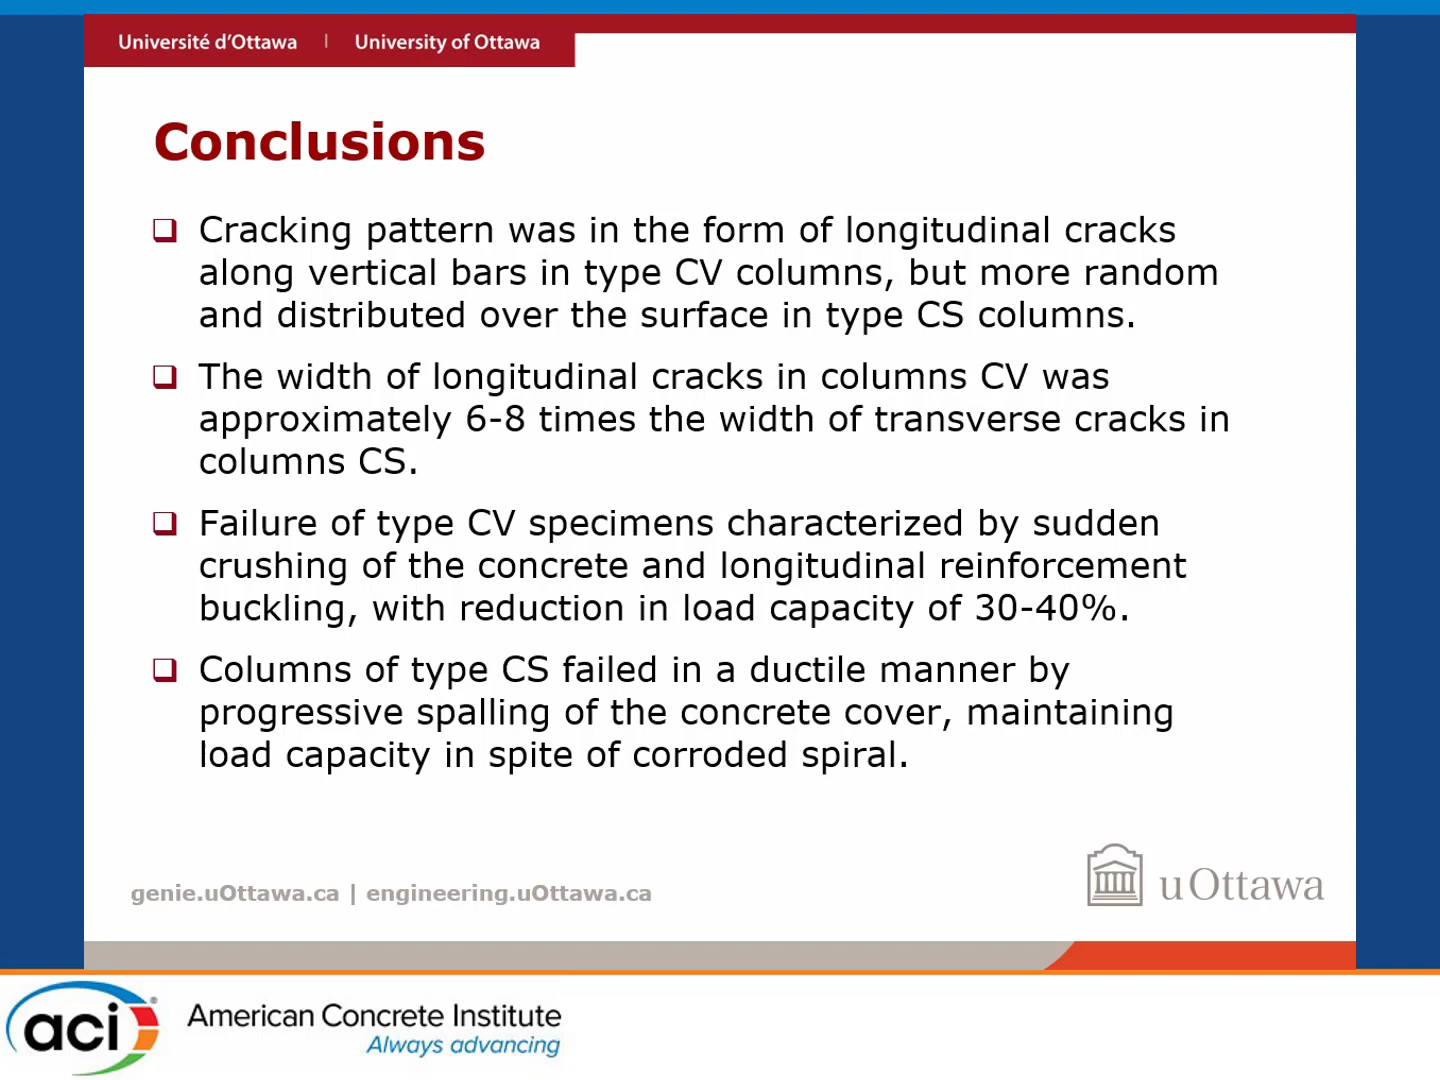 Université d'Ottawa | University of Ottawa
Conclusions
Cracking pattern was in the form of longitudinal cracks
along vertical bars in type CV columns, but more random
and distributed over the surface in type CS columns.
The width of longitudinal cracks in columns CV was
approximately 6-8 times the width of transverse cracks in
columns CS.
Failure of type CV specimens characterized by sudden
crushing of the concrete and longitudinal reinforcement
buckling, with reduction in load capacity of 30-40%.
Columns of type CS failed in a ductile manner by
progressive spalling of the concrete cover, maintaining
load capacity in spite of corroded spiral.
genie.uOttawa.ca | engineering.uOttawa.ca
uOttawa
aci®
American Concrete Institute
Always advancing